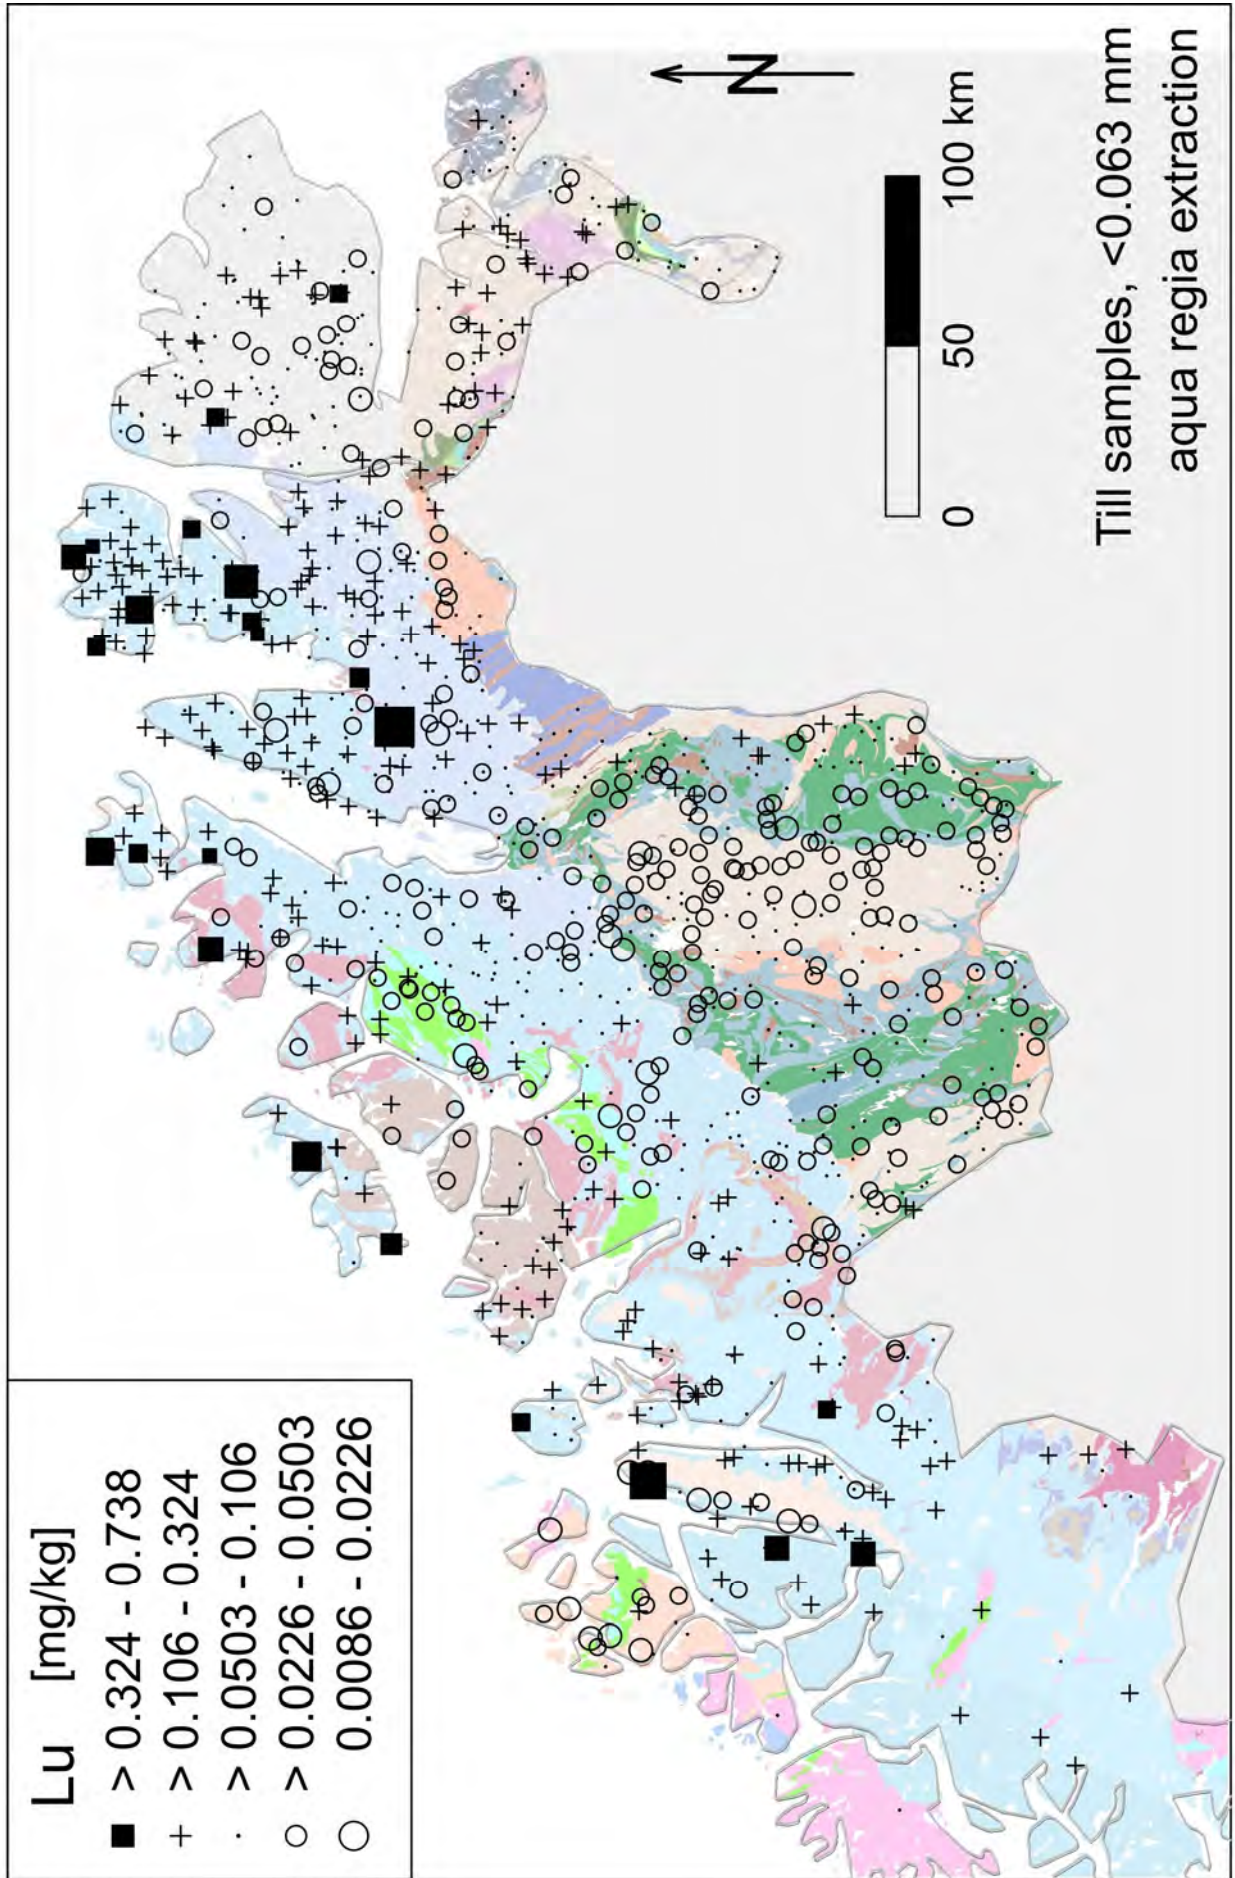 Lu [mg/kg]
> 0.324 - 0.738
> 0.106 - 0.324
> 0.0503 - 0.106
> 0.0226 - 0.0503
0.0086 - 0.0226
N
0 50 100 km
Till samples, <0.063 mm
aqua regia extraction